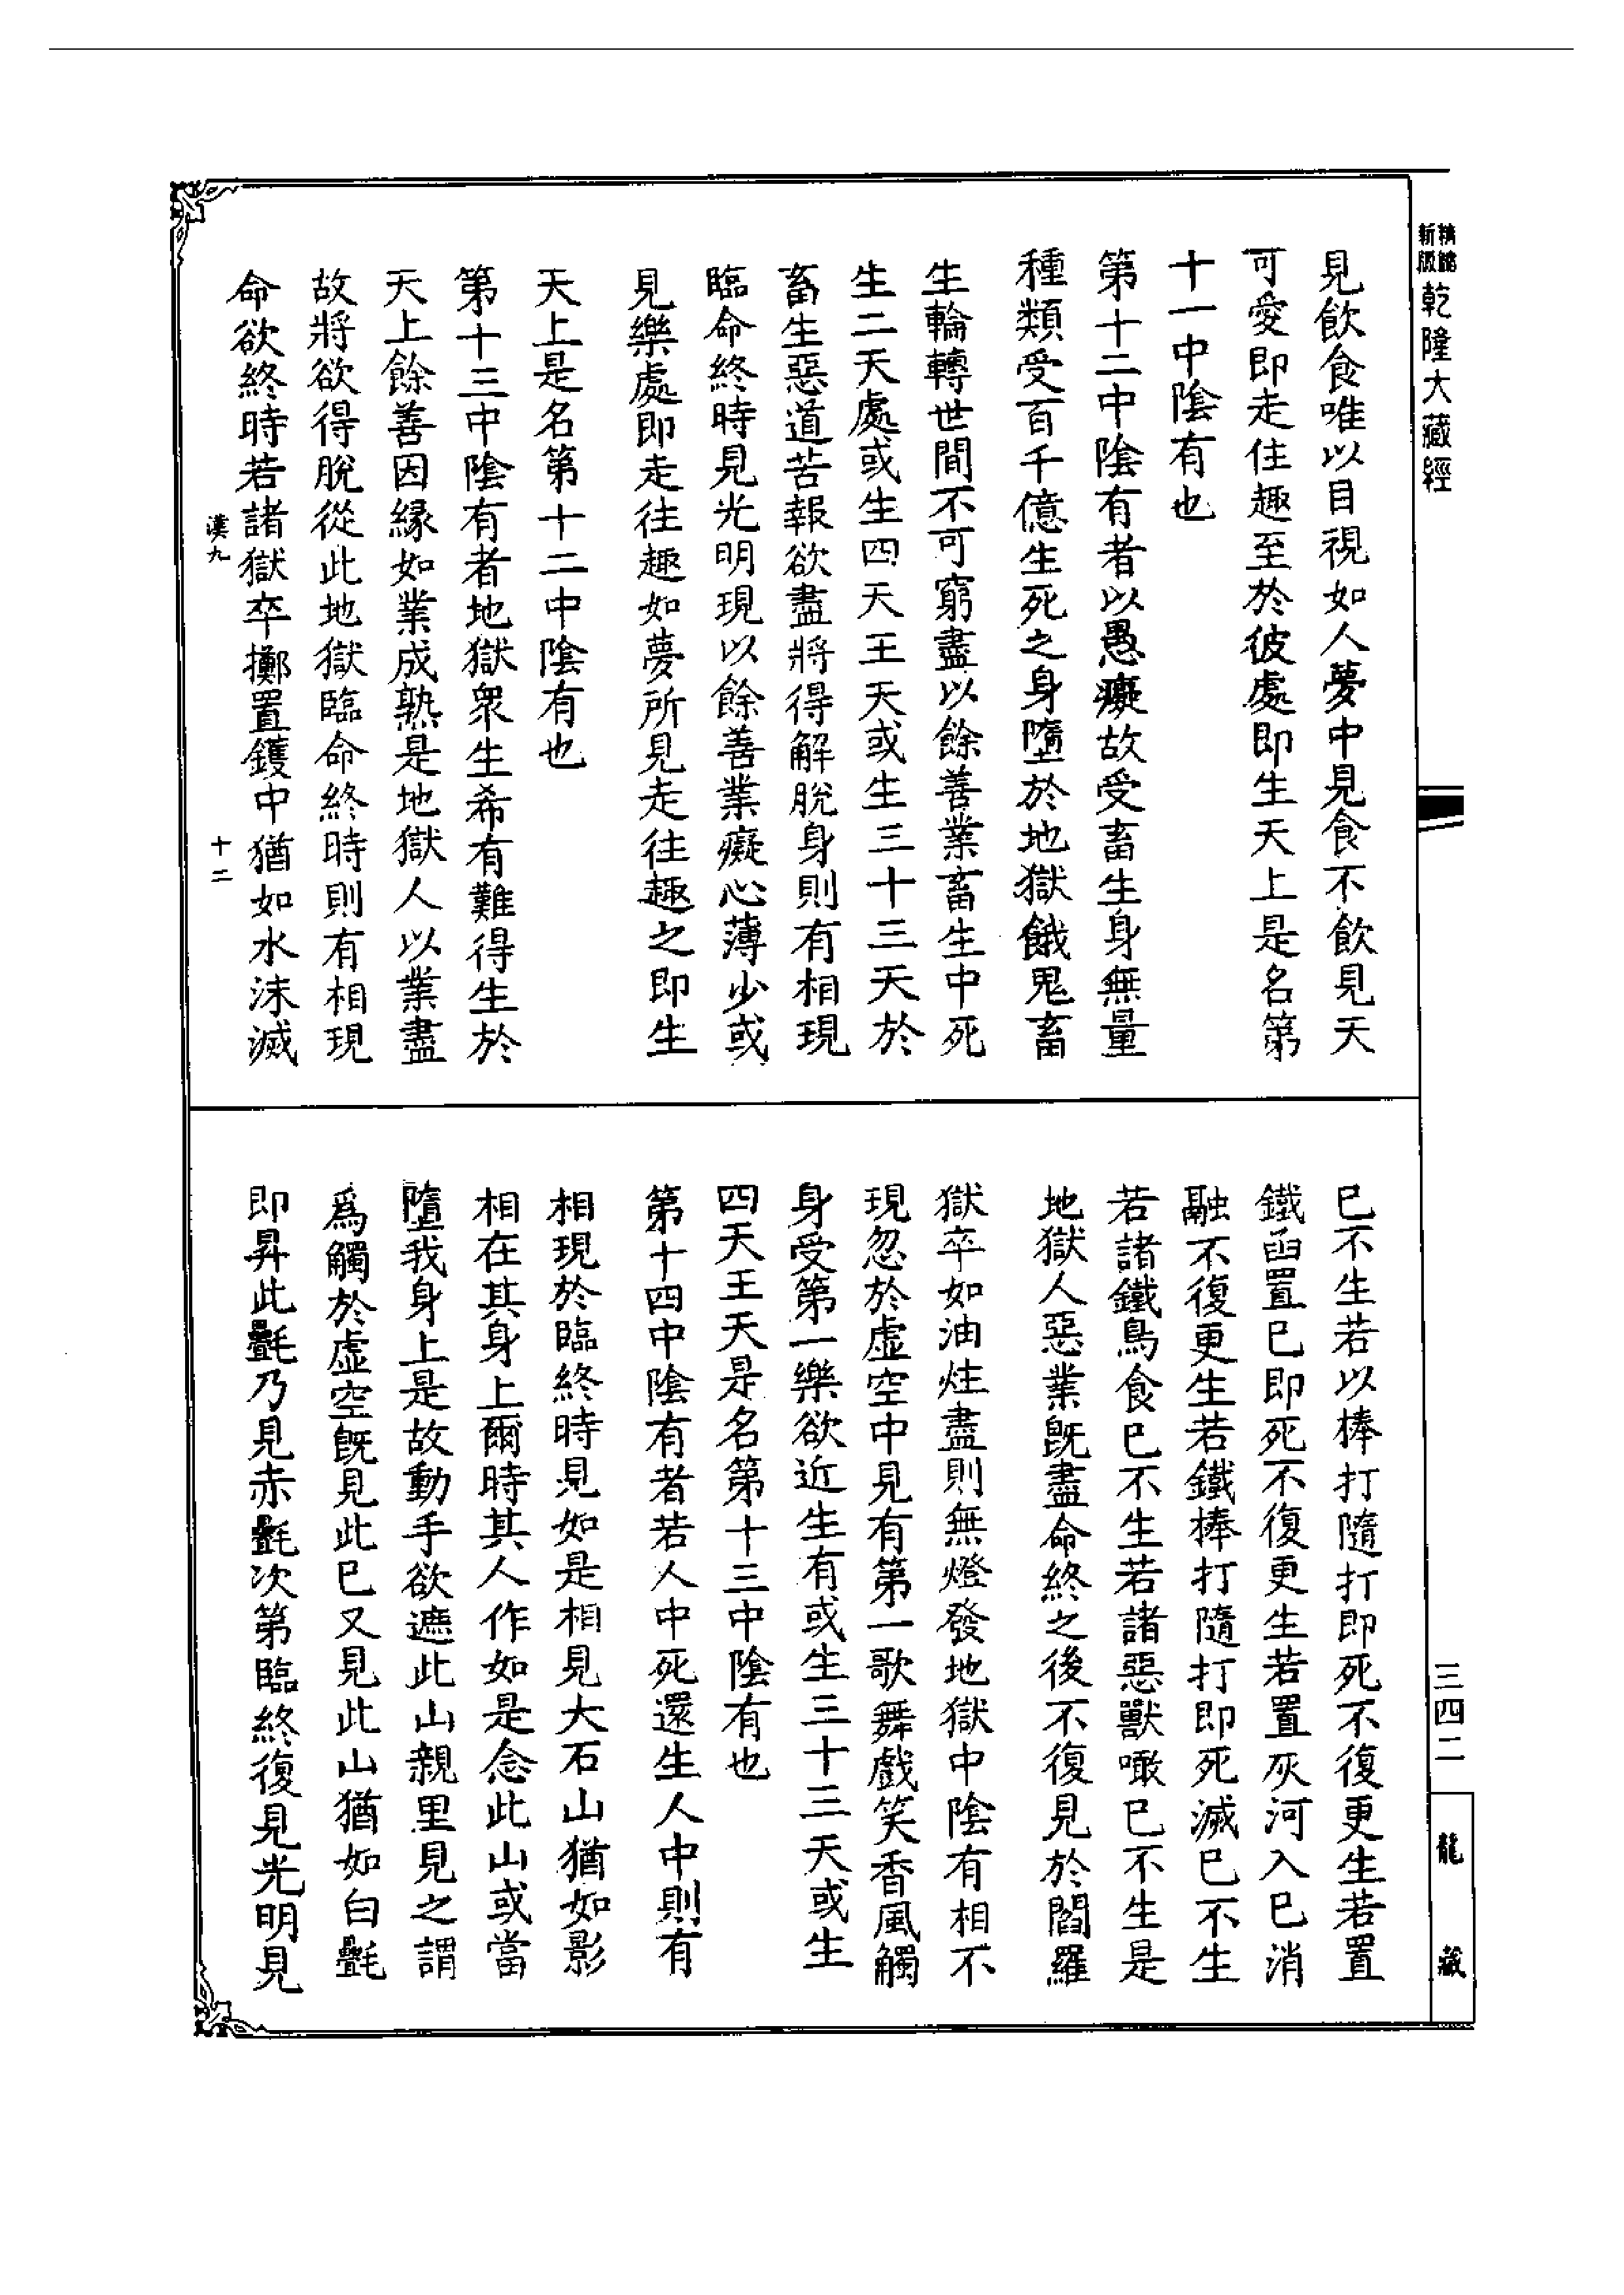 精縮新版乾隆大藏經
見飲食唯以目視如人夢中見食不飲見天
可愛即走往趣至於彼處即生天上是名第
十一中陰有也
第十二中陰有者以愚癡故受畜生身無量
種類受百千億生死之身墮於地獄餓鬼畜
生輪轉世間不可窮盡以餘善業畜生中死
生二天處或生四天王天或生三十三天於
畜生惡道苦報欲盡將得解脫身則有相現
臨命終時見光明現以餘善業癡心薄少或
見樂處即走往趣如夢所見走往趣之即生
天上是名第十二中陰有也
第十三中陰有者地獄眾生希有難得生於
天上餘善因緣如業成熟是地獄人以業盡
故將欲得脫從此地獄臨命終時則有相現
命欲終時若諸獄卒擲置鑊中猶如水沫滅
漢九 十二
已不生若以棒打隨打即死不復更生若置
鐵函置已即死不復更生若置灰河入已消
融不復更生若鐵棒打隨打即死滅已不生
若諸鐵鳥食已不生若諸惡獸噉已不生是
地獄人惡業既盡命終之後不復見於閻羅
獄卒如油炷盡則無燈發地獄中陰有相不
現忽於虛空中見有第一歌舞戲笑香風觸
身受第一樂欲近生有或生三十三天或生
四天王天是名第十三中陰有也
第十四中陰有者若人中死還生人中則有
相現於臨終時見如是相見大石山猶如影
相在其身上爾時其人作如是念此山或當
墮我身上是故動手欲遮此山親里見之謂
為觸於虛空既見此已又見此山猶如白㲲
即昇此㲲乃見赤㲲次第臨終復見光明見
三四二
龍藏